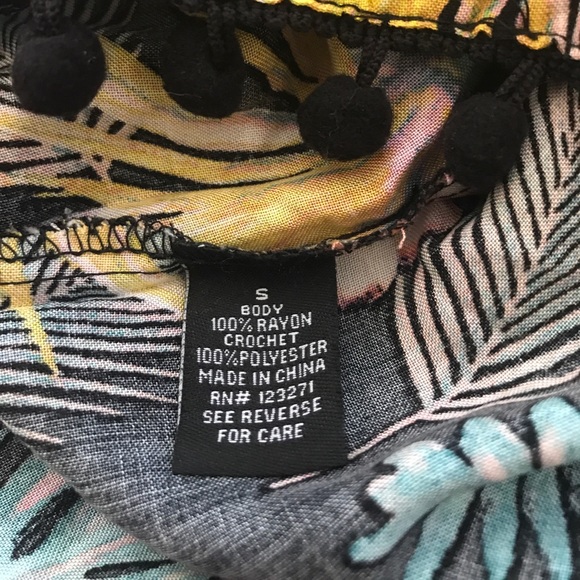 S
BODY
100% RAYON
CROCHET
100%POLYESTER
MADE IN CHINA
RN# 123271
SEE REVERSE
FOR CARE